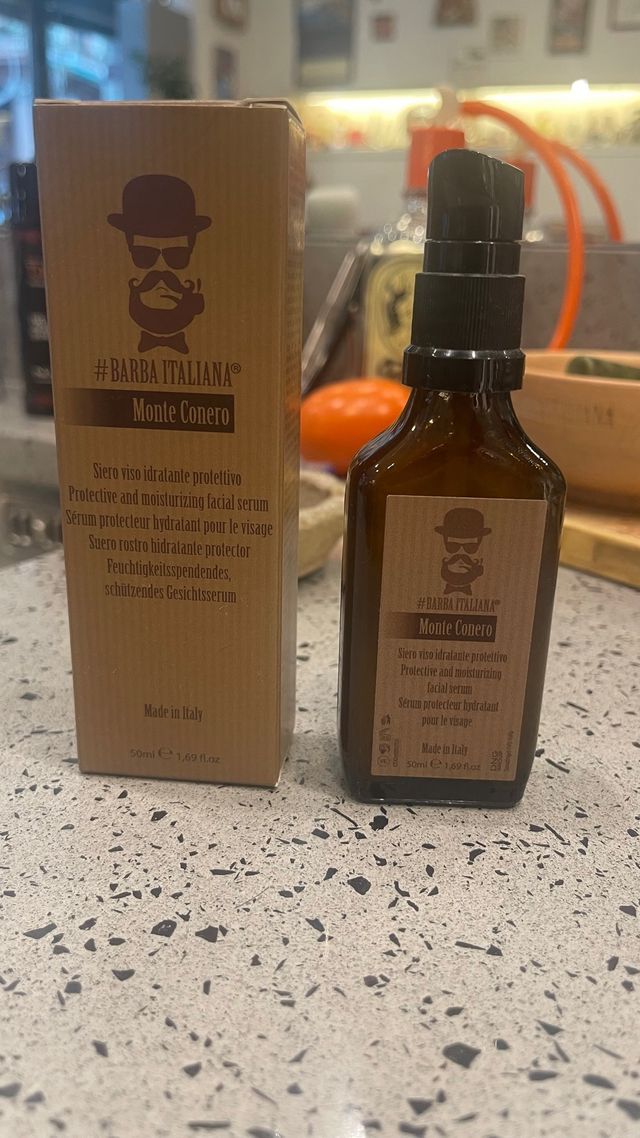 #BARBA ITALIANA®
Monte Conero
Siero viso idratante protettivo
Protective and moisturizing facial serum
Sérum protecteur hydratant pour le visage
Suero rostro hidratante protector
Feuchtigkeitsspendendes,
schützendes Gesichtsserum
Made in Italy
50ml ℮ 1,69 fl.oz
#BARBA ITALIANA®
Monte Conero
Siero viso idratante protettivo
Protective and moisturizing
facial serum
Sérum protecteur hydratant
pour le visage
Made in Italy
50ml ℮ 1,69 fl.oz
DNG